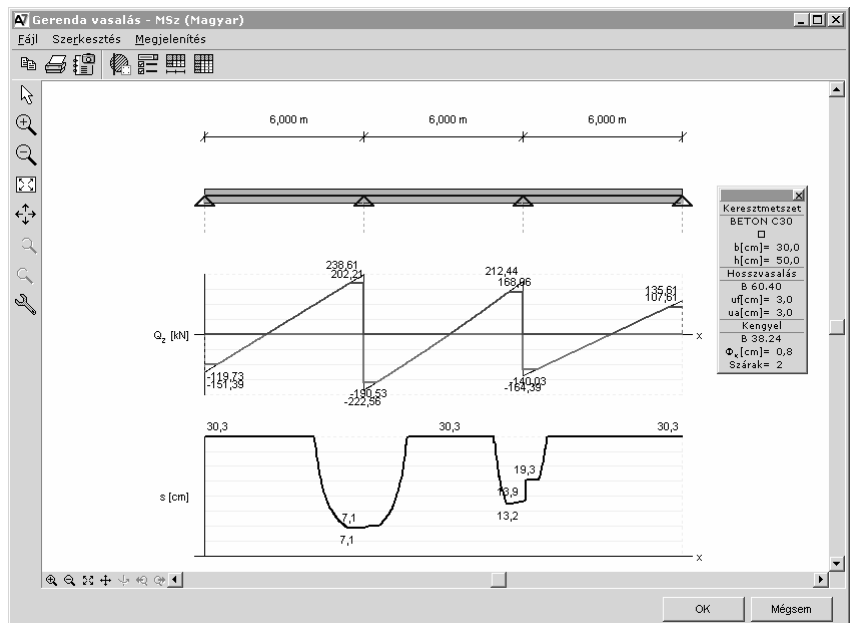 Gerenda vasalás - MSz (Magyar)
Fájl Szerkesztés Megjelenítés
6,000 m 6,000 m 6,000 m
Keresztmetszet
BETON C30
b[cm]= 30,0
h[cm]= 50,0
Hosszvasalás
B 60.40
uf[cm]= 3,0
ua[cm]= 3,0
Kengyel
B 38.24
Φκ[cm]= 0,8
Szárak= 2
238,61
202,21
212,44
168,96
135,61
107,61
Qz [kN]
x
-119,73
-151,39
-190,53
-222,56
-140,03
-164,39
30,3 30,3 30,3
19,3
13,9
13,2
s [cm]
7,1
7,1
x
OK Mégsem